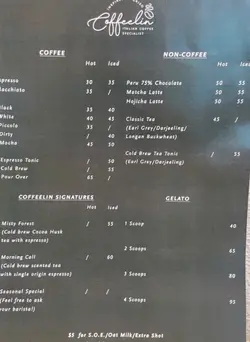 Coffeelin
ITALIAN COFFEE
SPECIALIST
COFFEE
Hot Iced
spresso 30 35
acchiato / 35
lack 35 40
White 40 45
Piccolo 35 /
Dirty / 40
Mocha 45 50
Espresso Tonic / 50
Cold Brew / 55
Pour Over 65 /
COFFEELIN SIGNATURES
Hot Iced
Misty Forest / 55
(Cold brew Cocoa Husk
tea with espresso)
Morning Call / 60
(Cold brew scented tea
with single origin espresso)
Seasonal Special / /
(Feel free to ask
your barista!)
NON-COFFEE
Hot Iced
Peru 75% Chocolate 50 55
Matcha Latte 50 55
Hojicha Latte 50 55
Classic Tea 45 /
(Earl Grey/Darjeeling/
Longan Buckwheat)
Cold Brew Tea Tonic / 55
(Earl Grey/Darjeeling)
GELATO
1 Scoop 40
2 Scoops 65
3 Scoops 80
4 Scoops 95
$5 for S.O.E./Oat Milk/Extra Shot